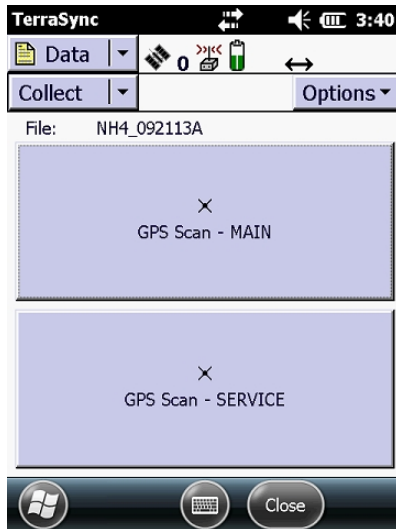 TerraSync 3:40
Data 0
Collect Options
File: NH4_092113A
GPS Scan - MAIN
GPS Scan - SERVICE
Close